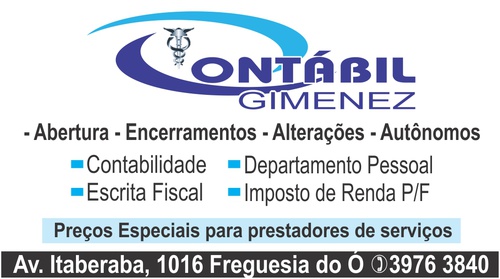 CONTÁBIL
GIMENEZ
- Abertura - Encerramentos - Alterações - Autônomos
Contabilidade Departamento Pessoal
Escrita Fiscal Imposto de Renda P/F
Preços Especiais para prestadores de serviços
Av. Itaberaba, 1016 Freguesia do Ó 3976 3840